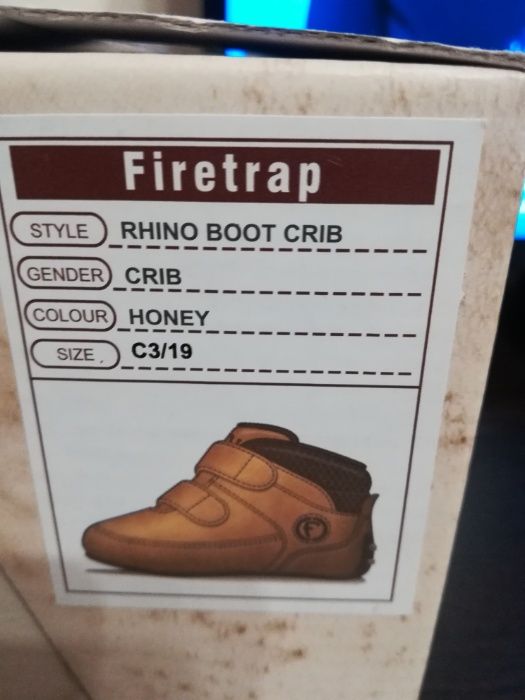 Firetrap
STYLE RHINO BOOT CRIB
GENDER CRIB
COLOUR HONEY
SIZE . C3/19
F